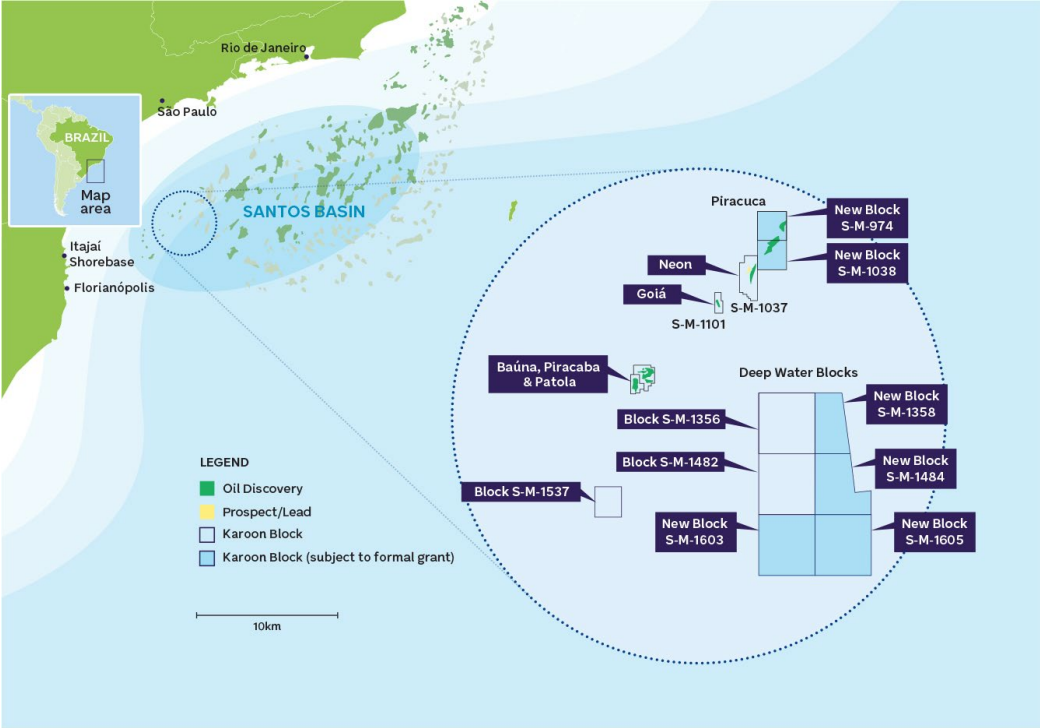 Rio de Janeiro
São Paulo
BRAZIL
Map
area
SANTOS BASIN
Itajaí
Shorebase
Florianópolis
Piracuca
New Block
S-M-974
New Block
S-M-1038
Neon
Goiá
S-M-1037
S-M-1101
Baúna, Piracaba
& Patola
Deep Water Blocks
New Block
S-M-1358
Block S-M-1356
Block S-M-1482
New Block
S-M-1484
Block S-M-1537
New Block
S-M-1603
New Block
S-M-1605
LEGEND
Oil Discovery
Prospect/Lead
Karoon Block
Karoon Block (subject to formal grant)
10km